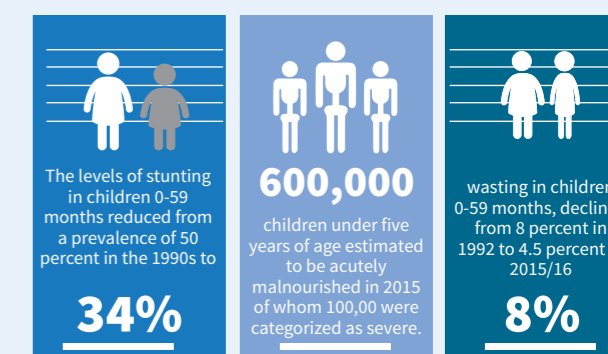 The levels of stunting
in children 0-59
months reduced from
a prevalence of 50
percent in the 1990s to
34%
600,000
children under five
years of age estimated
to be acutely
malnourished in 2015
of whom 100,00 were
categorized as severe.
wasting in children
0-59 months, declin
from 8 percent in
1992 to 4.5 percent
2015/16
8%